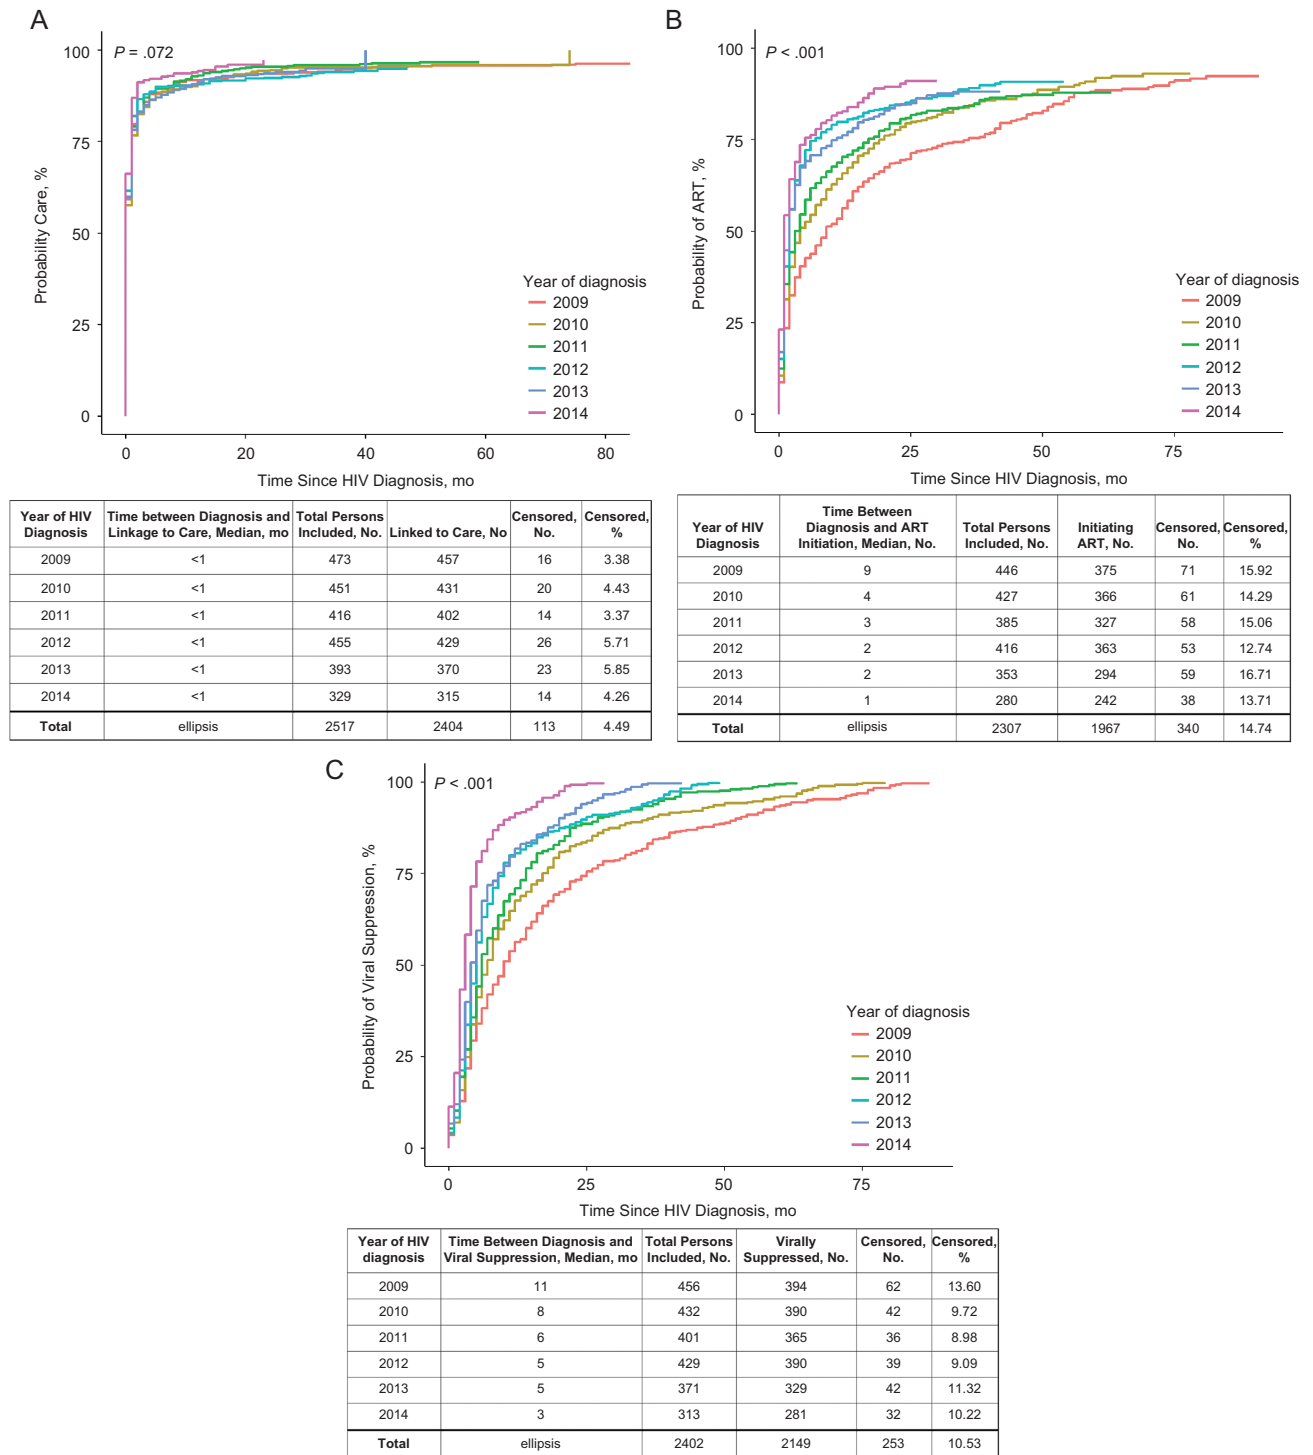 A
P = .072
100
75
50
25
0
Probability Care, %
0 20 40 60 80
Time Since HIV Diagnosis, mo
Year of diagnosis
2009
2010
2011
2012
2013
2014
Year of HIV Diagnosis | Time between Diagnosis and Linkage to Care, Median, mo | Total Persons Included, No. | Linked to Care, No | Censored, No. | Censored, %
2009 <1 473 457 16 3.38
2010 <1 451 431 20 4.43
2011 <1 416 402 14 3.37
2012 <1 455 429 26 5.71
2013 <1 393 370 23 5.85
2014 <1 329 315 14 4.26
Total ellipsis 2517 2404 113 4.49
B
P < .001
100
75
50
25
0
Probability of ART, %
0 25 50 75
Time Since HIV Diagnosis, mo
Year of diagnosis
2009
2010
2011
2012
2013
2014
Year of HIV Diagnosis | Time Between Diagnosis and ART Initiation, Median, No. | Total Persons Included, No. | Initiating ART, No. | Censored, No. | Censored, %
2009 9 446 375 71 15.92
2010 4 427 366 61 14.29
2011 3 385 327 58 15.06
2012 2 416 363 53 12.74
2013 2 353 294 59 16.71
2014 1 280 242 38 13.71
Total ellipsis 2307 1967 340 14.74
C
P < .001
100
75
50
25
0
Probability of Viral Suppression, %
0 25 50 75
Time Since HIV Diagnosis, mo
Year of diagnosis
2009
2010
2011
2012
2013
2014
Year of HIV diagnosis | Time Between Diagnosis and Viral Suppression, Median, mo | Total Persons Included, No. | Virally Suppressed, No. | Censored, No. | Censored, %
2009 11 456 394 62 13.60
2010 8 432 390 42 9.72
2011 6 401 365 36 8.98
2012 5 429 390 39 9.09
2013 5 371 329 42 11.32
2014 3 313 281 32 10.22
Total ellipsis 2402 2149 253 10.53